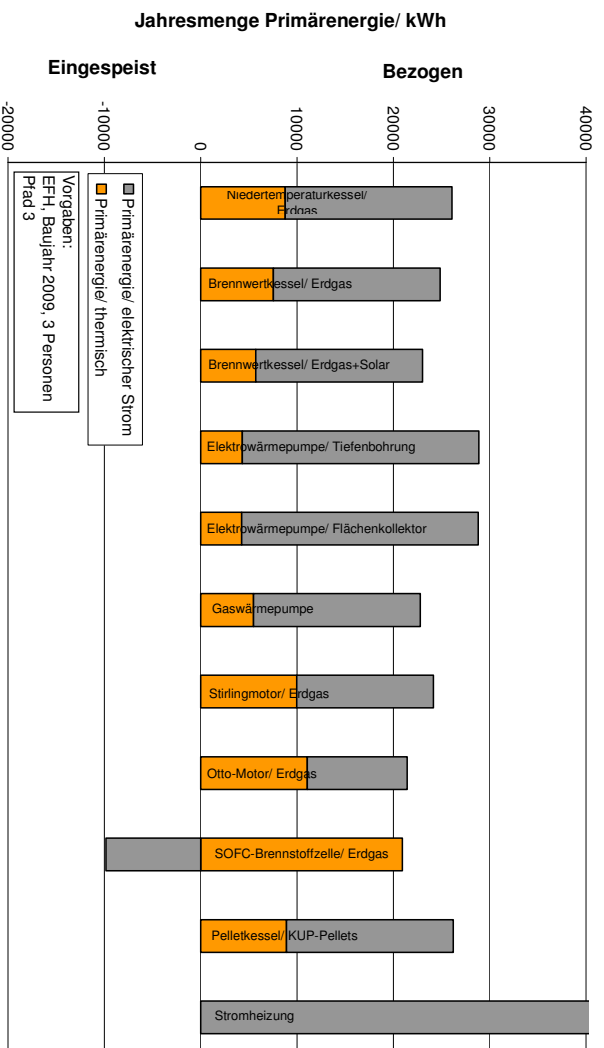 Jahresmenge Primärenergie/ kWh
Eingespeist
Bezogen
-20000
-10000
0
10000
20000
30000
40000
Niedertemperaturkessel/
Erdgas
Brennwertkessel/ Erdgas
Brennwertkessel/ Erdgas+Solar
Elektrowärmepumpe/ Tiefenbohrung
Elektrowärmepumpe/ Flächenkollektor
Gaswärmepumpe
Stirlingmotor/ Erdgas
Otto-Motor/ Erdgas
SOFC-Brennstoffzelle/ Erdgas
Pelletkessel/ KUP-Pellets
Stromheizung
Primärenergie/ elektrischer Strom
Primärenergie/ thermisch
Vorgaben:
EFH, Baujahr 2009, 3 Personen
Pfad 3